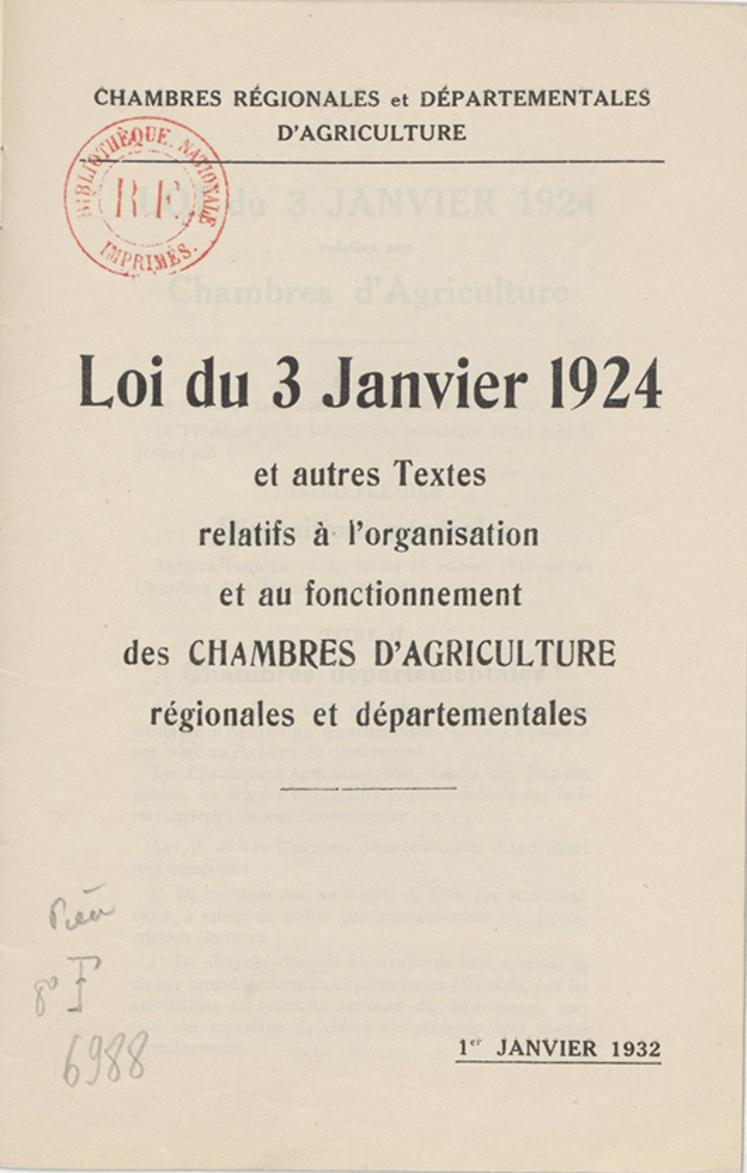 CHAMBRES RÉGIONALES et DÉPARTEMENTALES
D'AGRICULTURE
BIBLIOTHÈQUE NATIONALE
R.F.
IMPRIMÉS.
Loi du 3 Janvier 1924
et autres Textes
relatifs à l'organisation
et au fonctionnement
des CHAMBRES D'AGRICULTURE
régionales et départementales
8° F
6988
1er JANVIER 1932